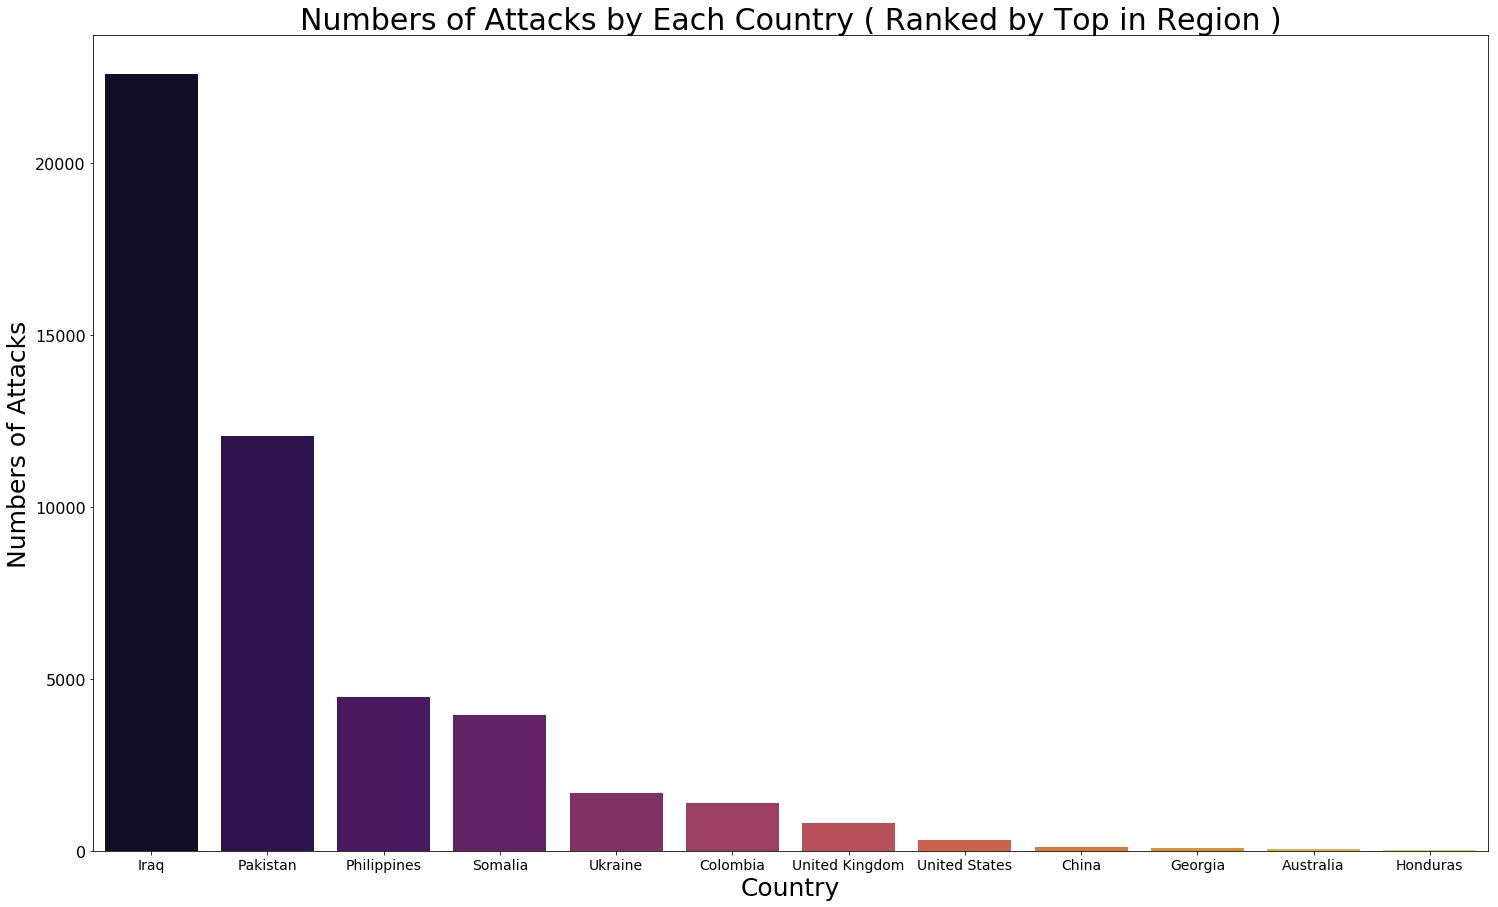 Numbers of Attacks by Each Country ( Ranked by Top in Region )
Numbers of Attacks
20000
15000
10000
5000
0
Iraq Pakistan Philippines Somalia Ukraine Colombia United Kingdom United States China Georgia Australia Honduras
Country